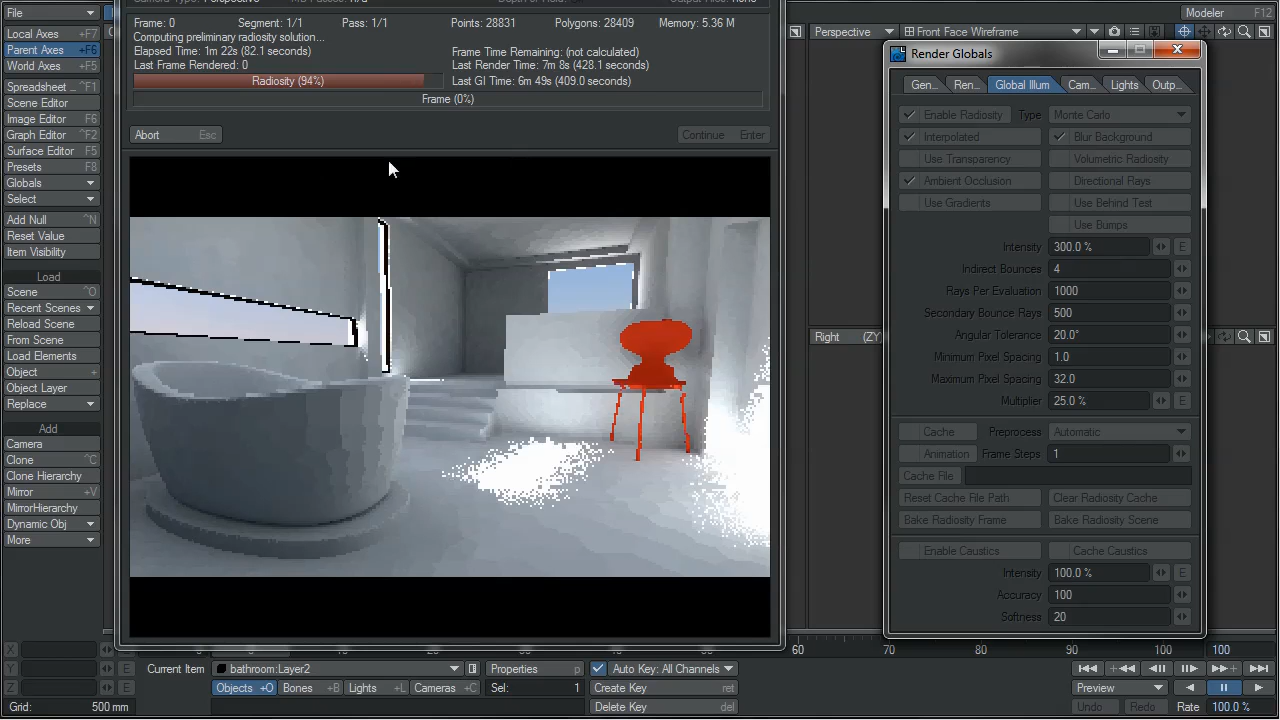 File
Local Axes +F7
Parent Axes +F6
World Axes +F5
Spreadsheet ... ^F1
Scene Editor
Image Editor F6
Graph Editor ^F2
Surface Editor F5
Presets F8
Globals
Select
Add Null ^N
Reset Value
Item Visibility
Load
Scene ^O
Recent Scenes
Reload Scene
From Scene
Load Elements
Object +
Object Layer
Replace
Add
Camera
Clone ^C
Clone Hierarchy
Mirror +V
MirrorHierarchy
Dynamic Obj
More
Frame: 0 Segment: 1/1 Pass: 1/1 Points: 28831 Polygons: 28409 Memory: 5.36 M
Computing preliminary radiosity solution...
Elapsed Time: 1m 22s (82.1 seconds) Frame Time Remaining: (not calculated)
Last Frame Rendered: 0 Last Render Time: 7m 8s (428.1 seconds)
Radiosity (94%) Last GI Time: 6m 49s (409.0 seconds)
Frame (0%)
Abort Esc Continue Enter
Perspective Front Face Wireframe
Modeler F12
Right (ZY)
Render Globals
Gen... Ren... Global Illum Cam... Lights Outp...
Enable Radiosity Type Monte Carlo
Interpolated Blur Background
Use Transparency Volumetric Radiosity
Ambient Occlusion Directional Rays
Use Gradients Use Behind Test
Use Bumps
Intensity 300.0 % E
Indirect Bounces 4
Rays Per Evaluation 1000
Secondary Bounce Rays 500
Angular Tolerance 20.0°
Minimum Pixel Spacing 1.0
Maximum Pixel Spacing 32.0
Multiplier 25.0 % E
Cache Preprocess Automatic
Animation Frame Steps 1
Cache File
Reset Cache File Path Clear Radiosity Cache
Bake Radiosity Frame Bake Radiosity Scene
Enable Caustics Cache Caustics
Intensity 100.0 % E
Accuracy 100
Softness 20
X E
Y E
Z E
Grid: 500 mm
60 70 80 90 100 100
Current Item bathroom:Layer2 Properties p Auto Key: All Channels
Objects +O Bones +B Lights +L Cameras +C Sel: 1 Create Key ret
Delete Key del
Preview
Undo Redo Rate 100.0 %